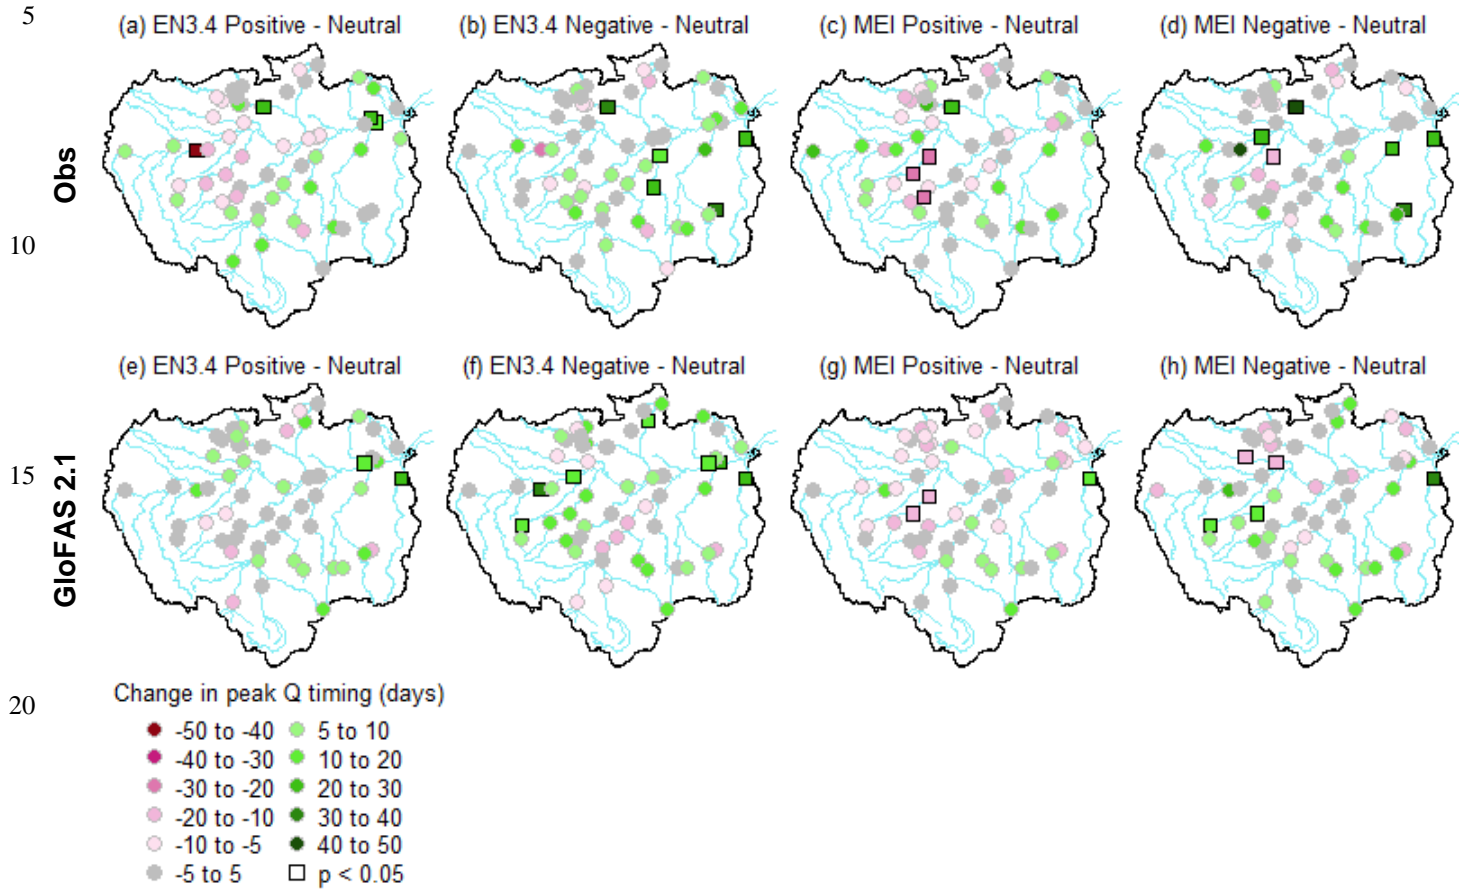 5
(a) EN3.4 Positive - Neutral
(b) EN3.4 Negative - Neutral
(c) MEI Positive - Neutral
(d) MEI Negative - Neutral
Obs
10
(e) EN3.4 Positive - Neutral
(f) EN3.4 Negative - Neutral
(g) MEI Positive - Neutral
(h) MEI Negative - Neutral
15
GloFAS 2.1
20
Change in peak Q timing (days)
-50 to -40
-40 to -30
-30 to -20
-20 to -10
-10 to -5
-5 to 5
5 to 10
10 to 20
20 to 30
30 to 40
40 to 50
p < 0.05